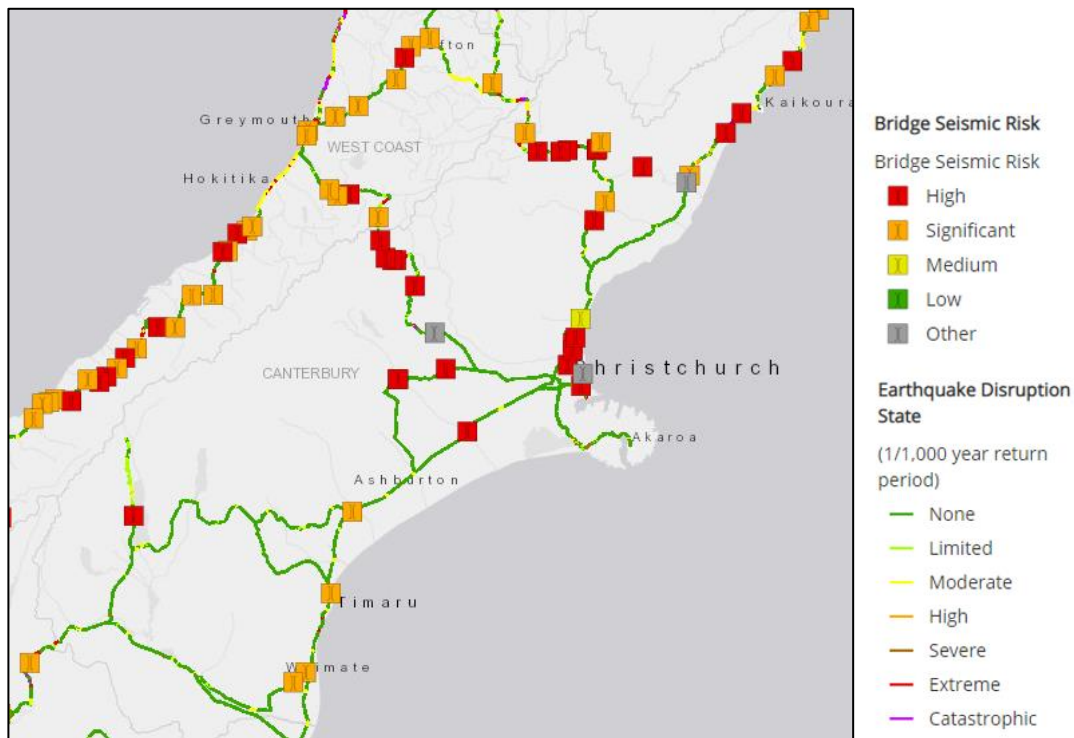 Greymouth
WEST COAST
Hokitika
Kaikoura
Christchurch
CANTERBURY
Akaroa
Ashburton
Timaru
Bridge Seismic Risk
Bridge Seismic Risk
High
Significant
Medium
Low
Other
Earthquake Disruption
State
(1/1,000 year return
period)
None
Limited
Moderate
High
Severe
Extreme
Catastrophic